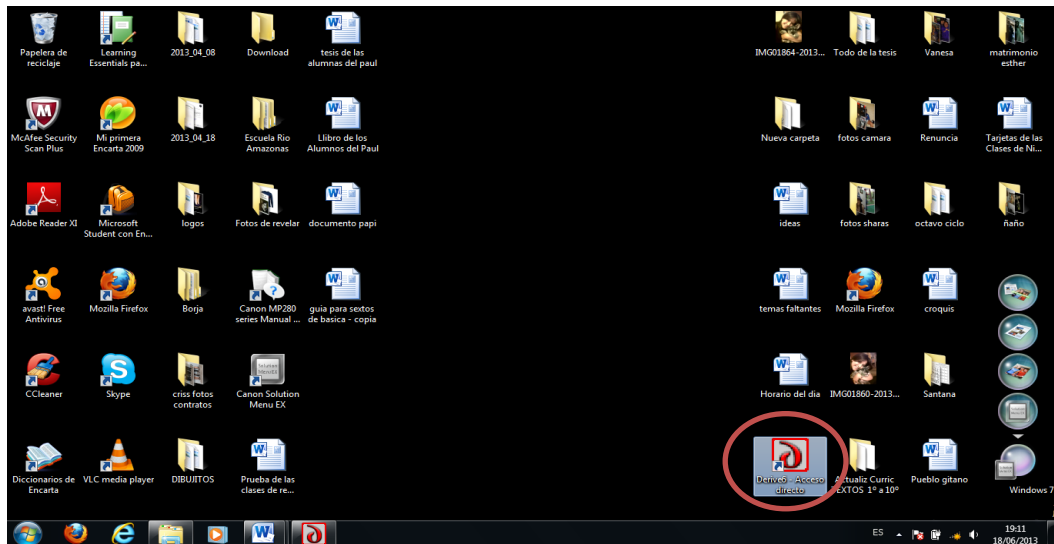 Papelera de
reciclaje
Learning
Essentials pa...
2013_04_08
Download
tesis de las
alumnas del paul
IMG01864-2013...
Todo de la tesis
Vanesa
matrimonio
esther
McAfee Security
Scan Plus
Mi primera
Encarta 2009
2013_04_18
Escuela Rio
Amazonas
Llibro de los
Alumnos del Paul
Nueva carpeta
fotos camara
Renuncia
Tarjetas de las
Clases de Ni...
Adobe Reader XI
Microsoft
Student con En...
logos
Fotos de revelar
documento papi
ideas
fotos sharas
octavo ciclo
ñaño
avast! Free
Antivirus
Mozilla Firefox
Borja
Canon MP280
series Manual ...
guia para sextos
de basica - copia
temas faltantes
Mozilla Firefox
croquis
CCleaner
Skype
criss fotos
contratos
Canon Solution
Menu EX
Horario del dia
IMG01860-2013...
Santana
Diccionarios de
Encarta
VLC media player
DIBUJITOS
Prueba de las
clases de re...
Derive6 - Acceso
directo
Actualiz Curric
TEXTOS 1º a 10º
Pueblo gitano
Windows 7
ES
19:11
18/06/2013